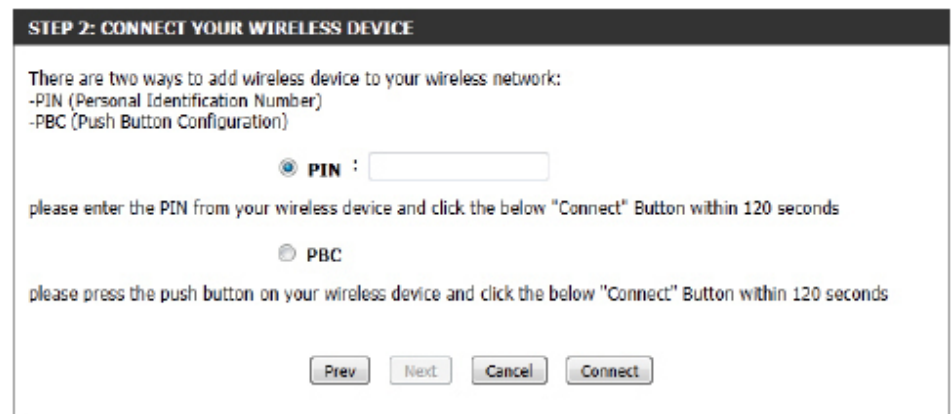 STEP 2: CONNECT YOUR WIRELESS DEVICE
There are two ways to add wireless device to your wireless network:
-PIN (Personal Identification Number)
-PBC (Push Button Configuration)
PIN :
please enter the PIN from your wireless device and click the below "Connect" Button within 120 seconds
PBC
please press the push button on your wireless device and click the below "Connect" Button within 120 seconds
Prev Next Cancel Connect